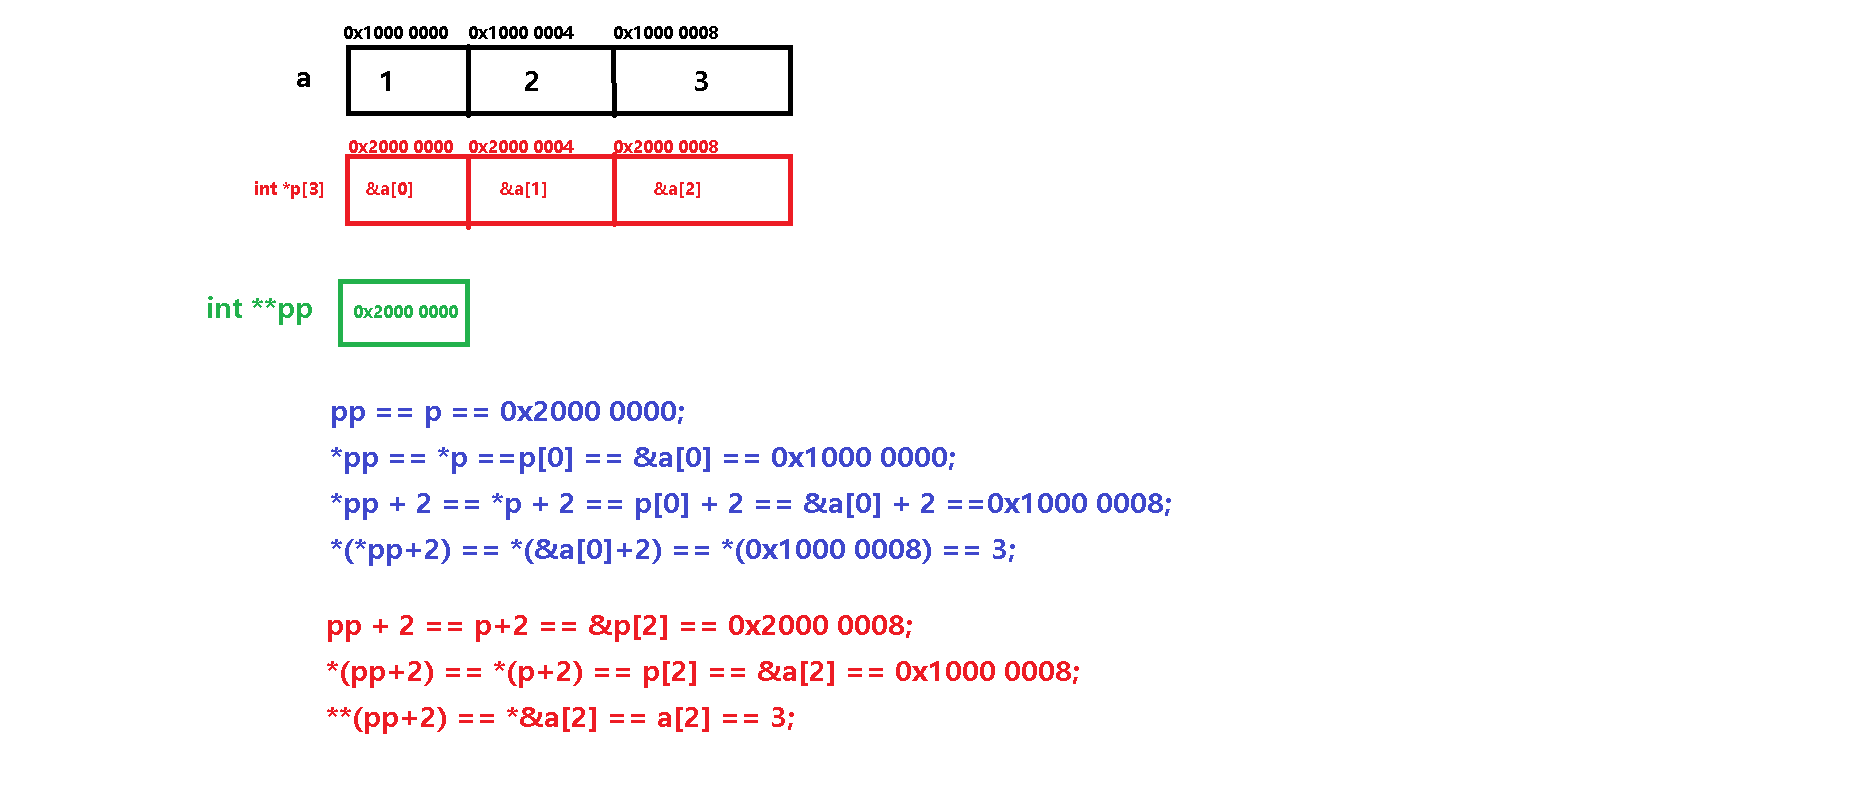 0x1000 0000 0x1000 0004 0x1000 0008
a 1 2 3
0x2000 0000 0x2000 0004 0x2000 0008
int *p[3] &a[0] &a[1] &a[2]
int **pp 0x2000 0000
pp == p == 0x2000 0000;
*pp == *p ==p[0] == &a[0] == 0x1000 0000;
*pp + 2 == *p + 2 == p[0] + 2 == &a[0] + 2 ==0x1000 0008;
*(*pp+2) == *(&a[0]+2) == *(0x1000 0008) == 3;
pp + 2 == p+2 == &p[2] == 0x2000 0008;
*(pp+2) == *(p+2) == p[2] == &a[2] == 0x1000 0008;
**(pp+2) == *&a[2] == a[2] == 3;